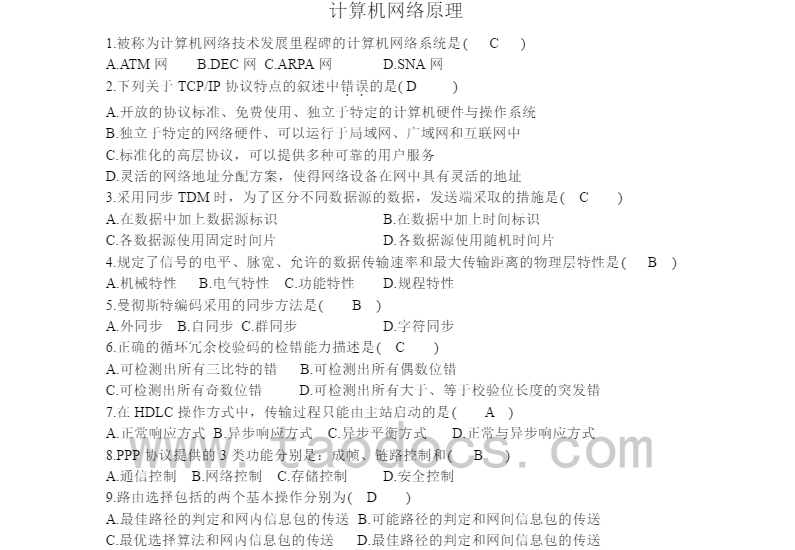 计算机网络原理
1.被称为计算机网络技术发展里程碑的计算机网络系统是( C )
A.ATM 网 B.DEC 网 C.ARPA 网 D.SNA 网
2.下列关于 TCP/IP 协议特点的叙述中错误的是( D )
A.开放的协议标准、免费使用、独立于特定的计算机硬件与操作系统
B.独立于特定的网络硬件、可以运行于局域网、广域网和互联网中
C.标准化的高层协议，可以提供多种可靠的用户服务
D.灵活的网络地址分配方案，使得网络设备在网中具有灵活的地址
3.采用同步 TDM 时，为了区分不同数据源的数据，发送端采取的措施是( C )
A.在数据中加上数据源标识 B.在数据中加上时间标识
C.各数据源使用固定时间片 D.各数据源使用随机时间片
4.规定了信号的电平、脉宽、允许的数据传输速率和最大传输距离的物理层特性是( B )
A.机械特性 B.电气特性 C.功能特性 D.规程特性
5.曼彻斯特编码采用的同步方法是( B )
A.外同步 B.自同步 C.群同步 D.字符同步
6.正确的循环冗余校验码的检错能力描述是( C )
A.可检测出所有三比特的错 B.可检测出所有偶数位错
C.可检测出所有奇数位错 D.可检测出所有大于、等于校验位长度的突发错
7.在 HDLC 操作方式中，传输过程只能由主站启动的是( A )
A.正常响应方式 B.异步响应方式 C.异步平衡方式 D.正常与异步响应方式
www.taodocs.com
8.PPP 协议提供的 3 类功能分别是：成帧，链路控制和( B )
A.通信控制 B.网络控制 C.存储控制 D.安全控制
9.路由选择包括的两个基本操作分别为( D )
A.最佳路径的判定和网内信息包的传送 B.可能路径的判定和网间信息包的传送
C.最优选择算法和网内信息包的传送 D.最佳路径的判定和网间信息包的传送